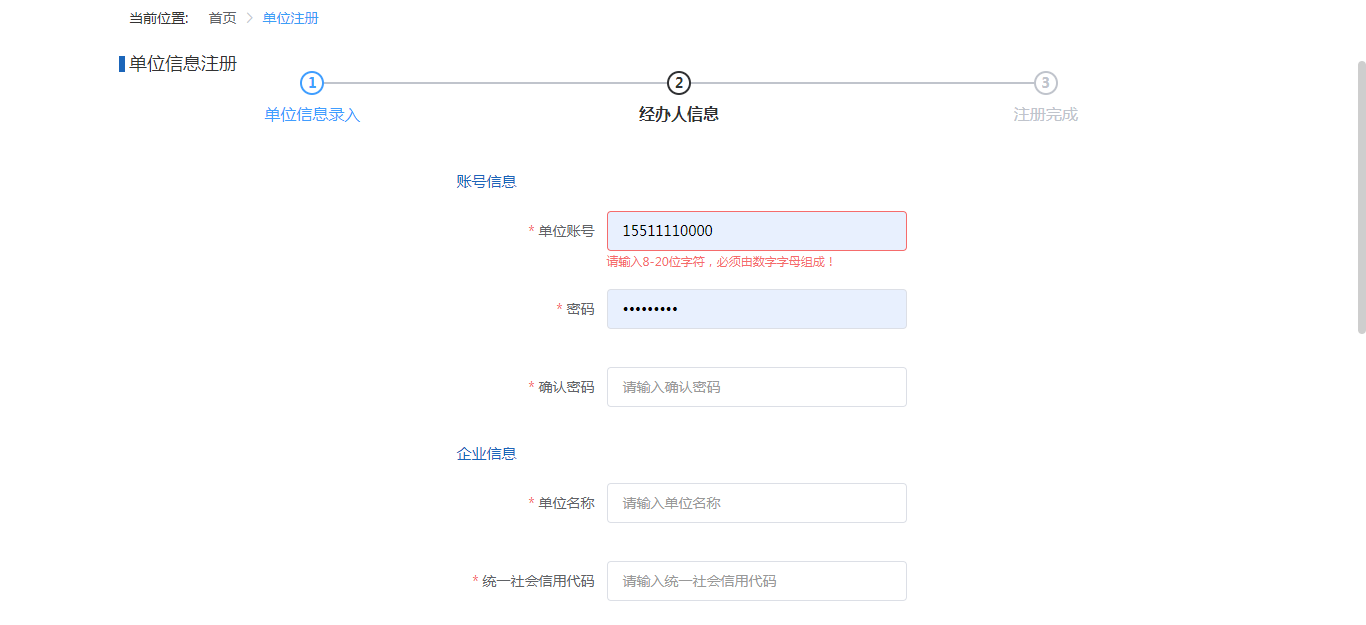 当前位置: 首页 > 单位注册
单位信息注册
1 2 3
单位信息录入 经办人信息 注册完成
账号信息
* 单位账号 15511110000
请输入8-20位字符，必须由数字字母组成！
* 密码 •••••••••
* 确认密码 请输入确认密码
企业信息
* 单位名称 请输入单位名称
* 统一社会信用代码 请输入统一社会信用代码